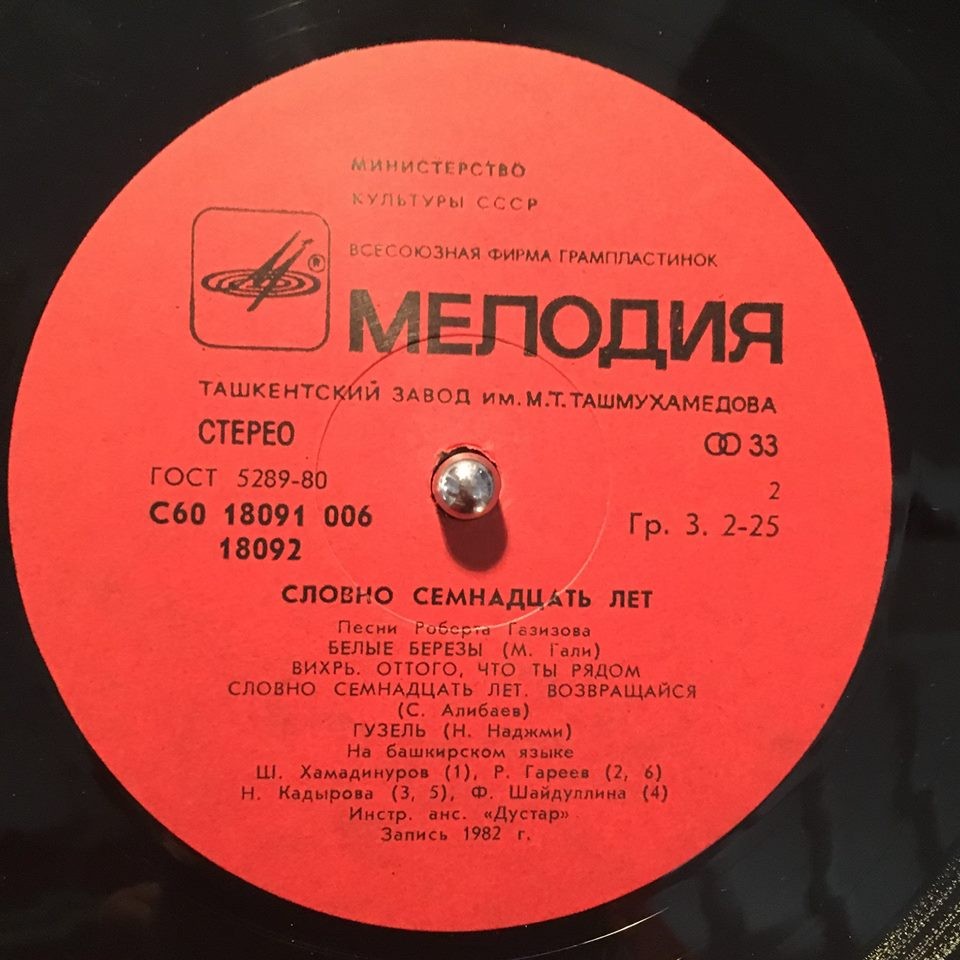 МИНИСТЕРСТВО
КУЛЬТУРЫ СССР
ВСЕСОЮЗНАЯ ФИРМА ГРАМПЛАСТИНОК
®
МЕЛОДИЯ
ТАШКЕНТСКИЙ ЗАВОД им. М.Т. ТАШМУХАМЕДОВА
СТЕРЕО
33
ГОСТ 5289-80
2
С60 18091 006
Гр. 3. 2-25
18092
СЛОВНО СЕМНАДЦАТЬ ЛЕТ
Песни Роберта Газизова
БЕЛЫЕ БЕРЕЗЫ (М. Гали)
ВИХРЬ. ОТТОГО, ЧТО ТЫ РЯДОМ
СЛОВНО СЕМНАДЦАТЬ ЛЕТ. ВОЗВРАЩАЙСЯ
(С. Алибаев)
ГУЗЕЛЬ (Н. Наджми)
На башкирском языке
Ш. Хамадинуров (1), Р. Гареев (2, 6)
Н. Кадырова (3, 5), Ф. Шайдуллина (4)
Инстр. анс. «Дустар»
Запись 1982 г.